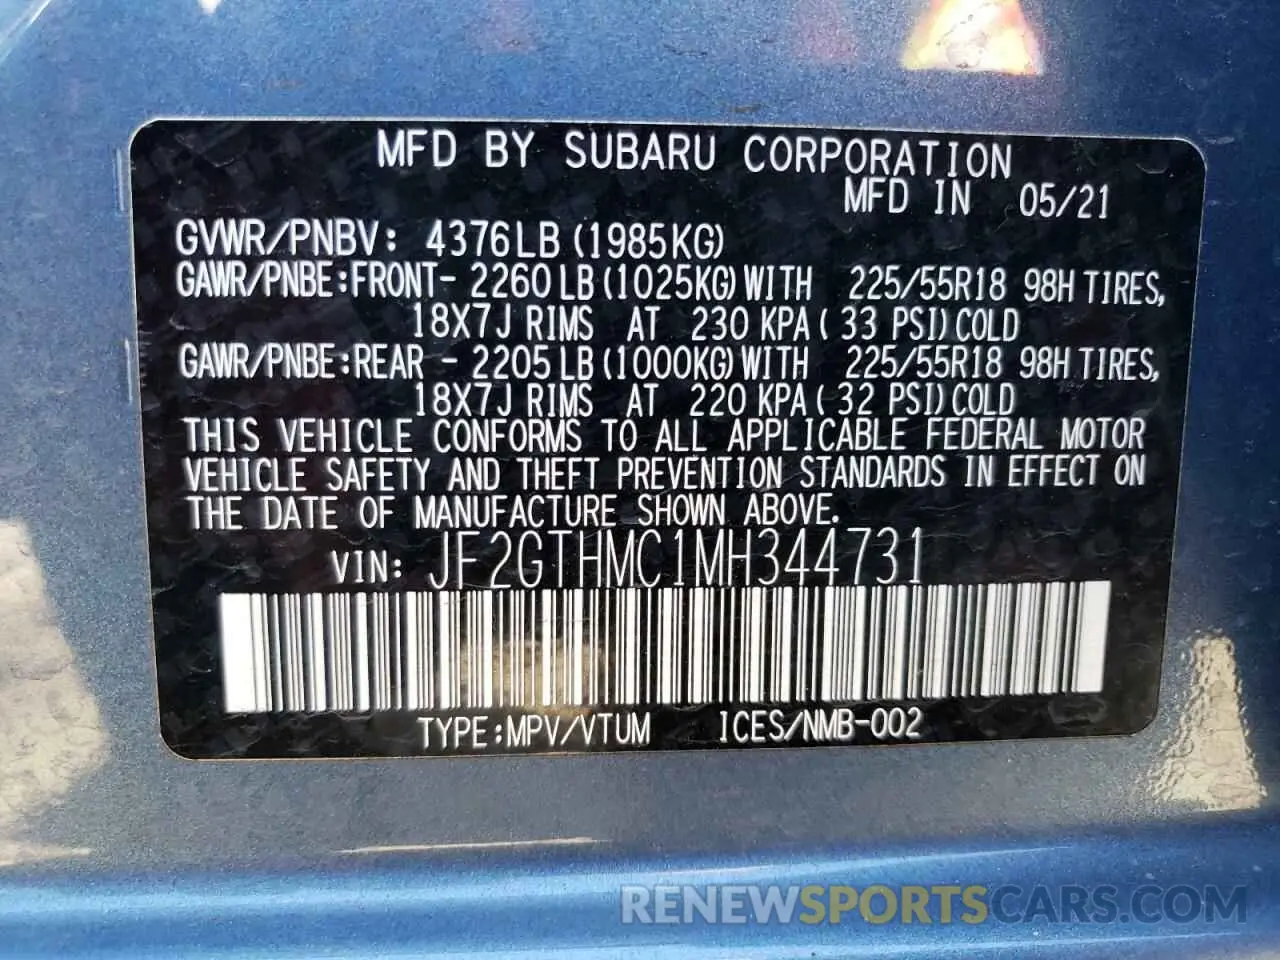 MFD BY SUBARU CORPORATION
MFD IN 05/21
GVWR/PNBV: 4376LB (1985KG)
GAWR/PNBE:FRONT- 2260 LB (1025KG) WITH 225/55R18 98H TIRES,
18X7J RIMS AT 230 KPA ( 33 PSI) COLD
GAWR/PNBE:REAR - 2205 LB (1000KG) WITH 225/55R18 98H TIRES,
18X7J RIMS AT 220 KPA ( 32 PSI) COLD
THIS VEHICLE CONFORMS TO ALL APPLICABLE FEDERAL MOTOR
VEHICLE SAFETY AND THEFT PREVENTION STANDARDS IN EFFECT ON
THE DATE OF MANUFACTURE SHOWN ABOVE.
VIN: JF2GTHMC1MH344731
TYPE:MPV/VTUM ICES/NMB-002
RENEWSPORTSCARS.COM